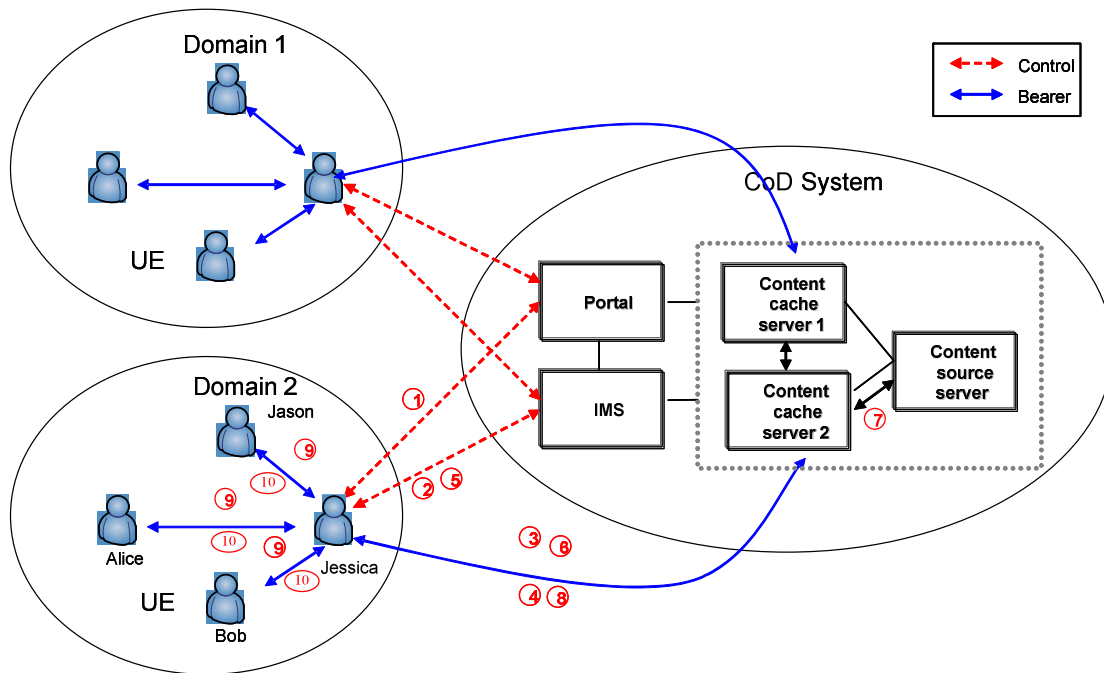 Domain 1
UE
Control
Bearer
CoD System
Portal
IMS
Content
cache
server 1
Content
cache
server 2
Content
source
server
Domain 2
Jason
Alice
Jessica
UE
Bob
1
2
5
3
6
4
8
7
9
10
9
10
9
10